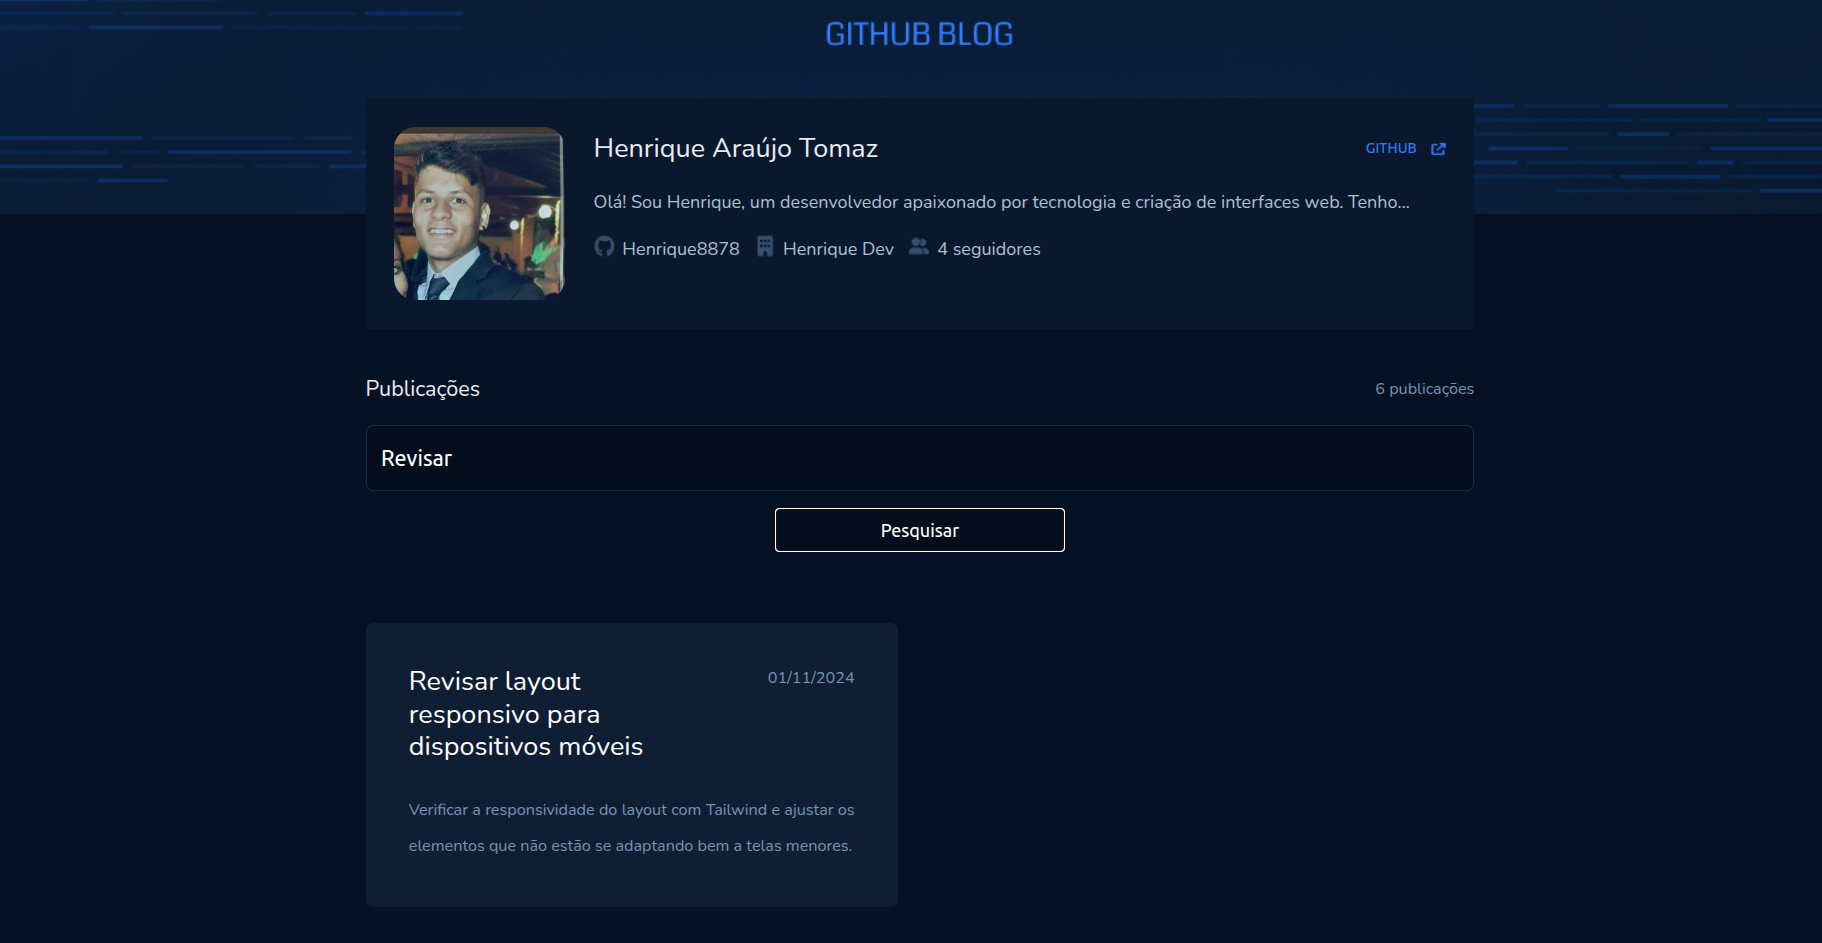 GITHUB BLOG
Henrique Araújo Tomaz
GITHUB
Olá! Sou Henrique, um desenvolvedor apaixonado por tecnologia e criação de interfaces web. Tenho...
Henrique8878 Henrique Dev 4 seguidores
Publicações
6 publicações
Revisar
Pesquisar
Revisar layout
responsivo para
dispositivos móveis
01/11/2024
Verificar a responsividade do layout com Tailwind e ajustar os
elementos que não estão se adaptando bem a telas menores.